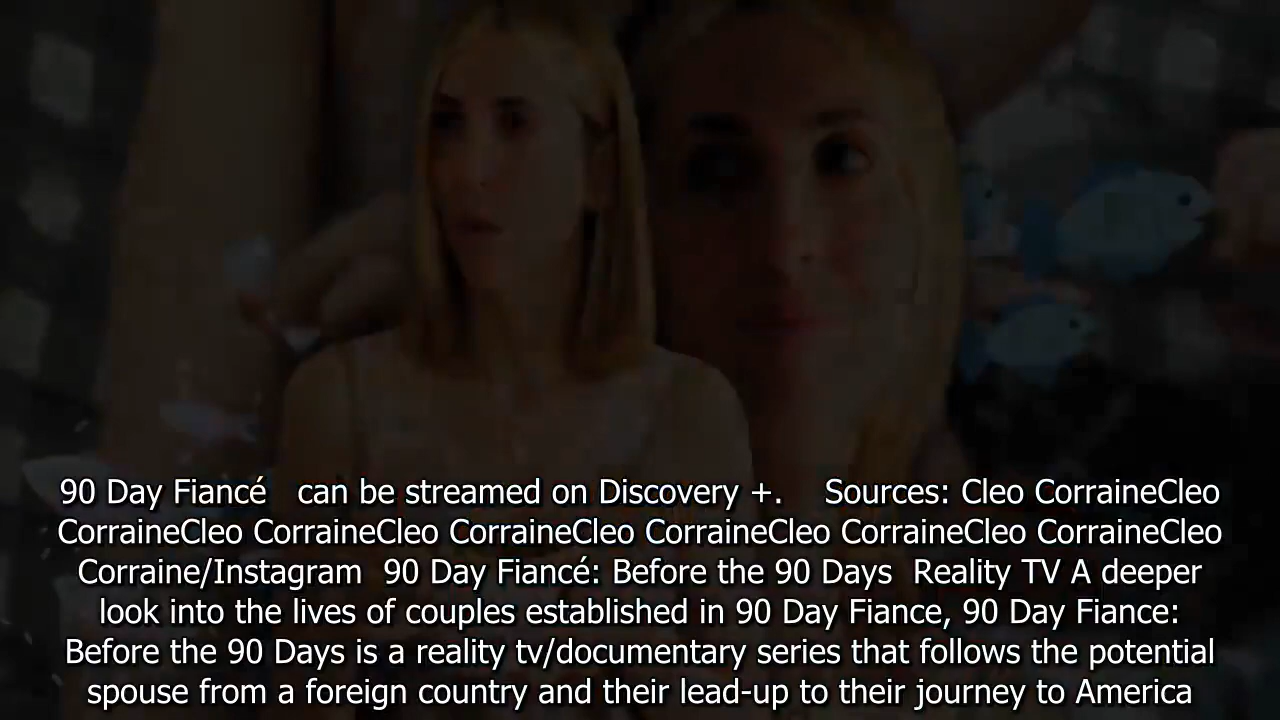 90 Day Fiancé   can be streamed on Discovery +.    Sources: Cleo CorraineCleo
CorraineCleo CorraineCleo CorraineCleo CorraineCleo CorraineCleo CorraineCleo
Corraine/Instagram  90 Day Fiancé: Before the 90 Days  Reality TV A deeper
look into the lives of couples established in 90 Day Fiance, 90 Day Fiance:
Before the 90 Days is a reality tv/documentary series that follows the potential
spouse from a foreign country and their lead-up to their journey to America